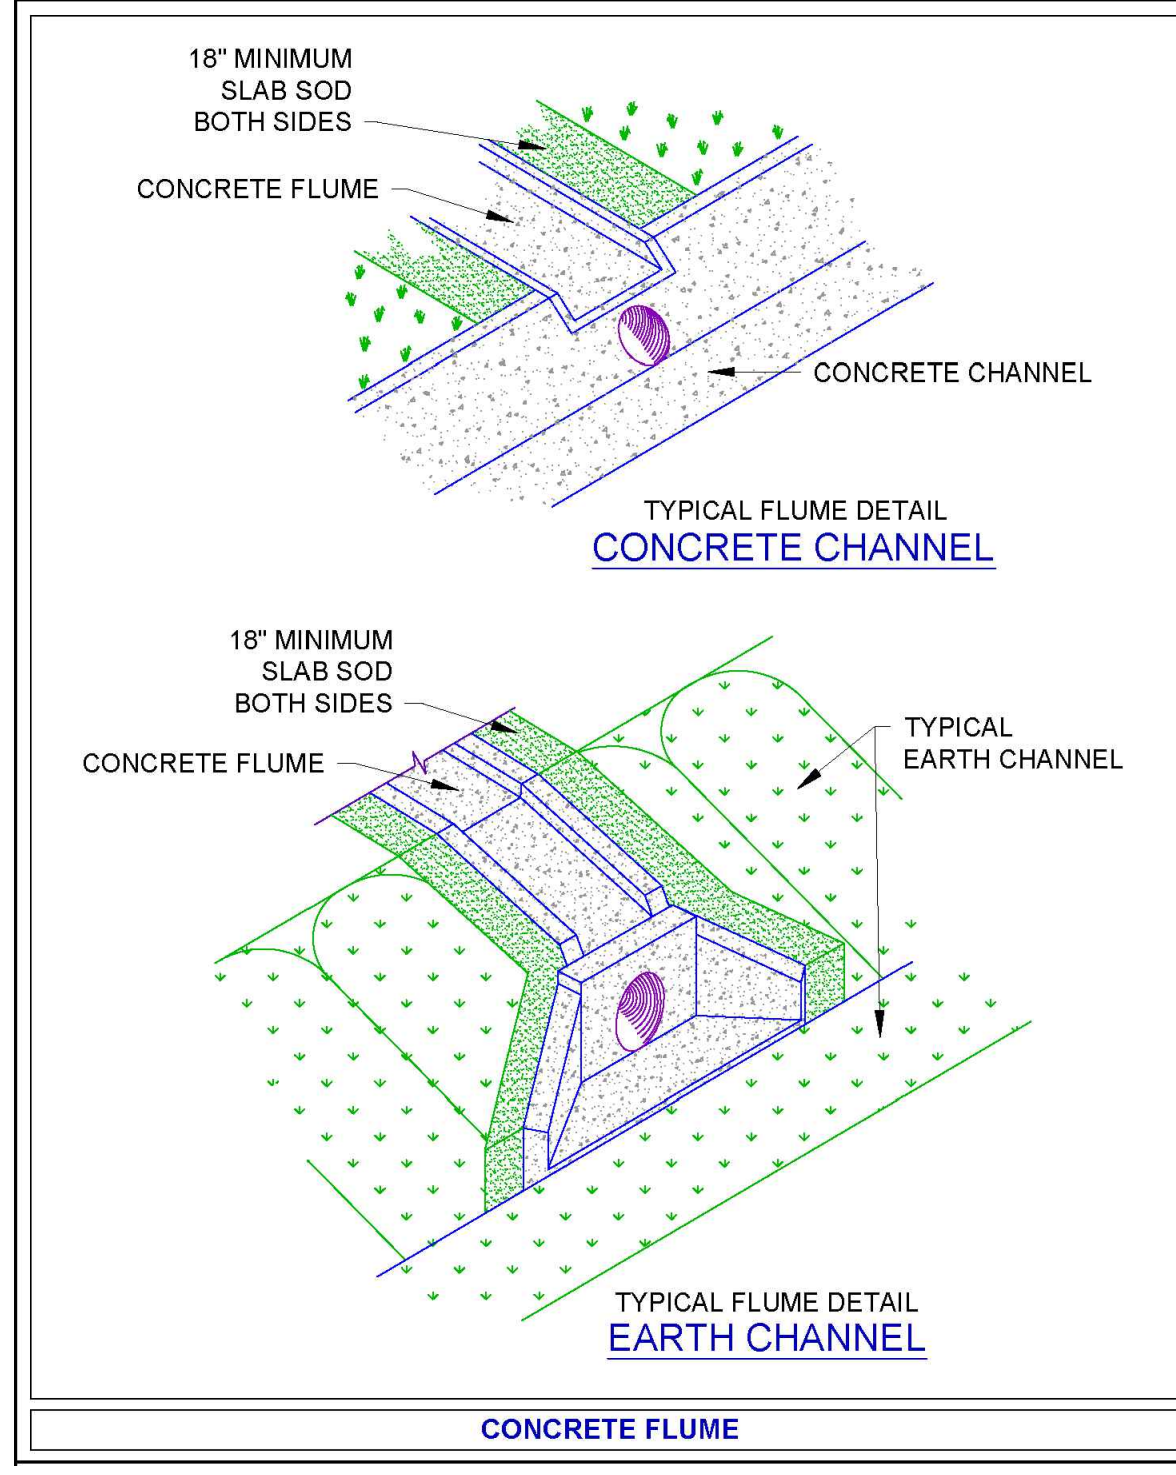 18" MINIMUM
SLAB SOD
BOTH SIDES
CONCRETE FLUME
CONCRETE CHANNEL
TYPICAL FLUME DETAIL
CONCRETE CHANNEL
18" MINIMUM
SLAB SOD
BOTH SIDES
CONCRETE FLUME
TYPICAL
EARTH CHANNEL
TYPICAL FLUME DETAIL
EARTH CHANNEL
CONCRETE FLUME